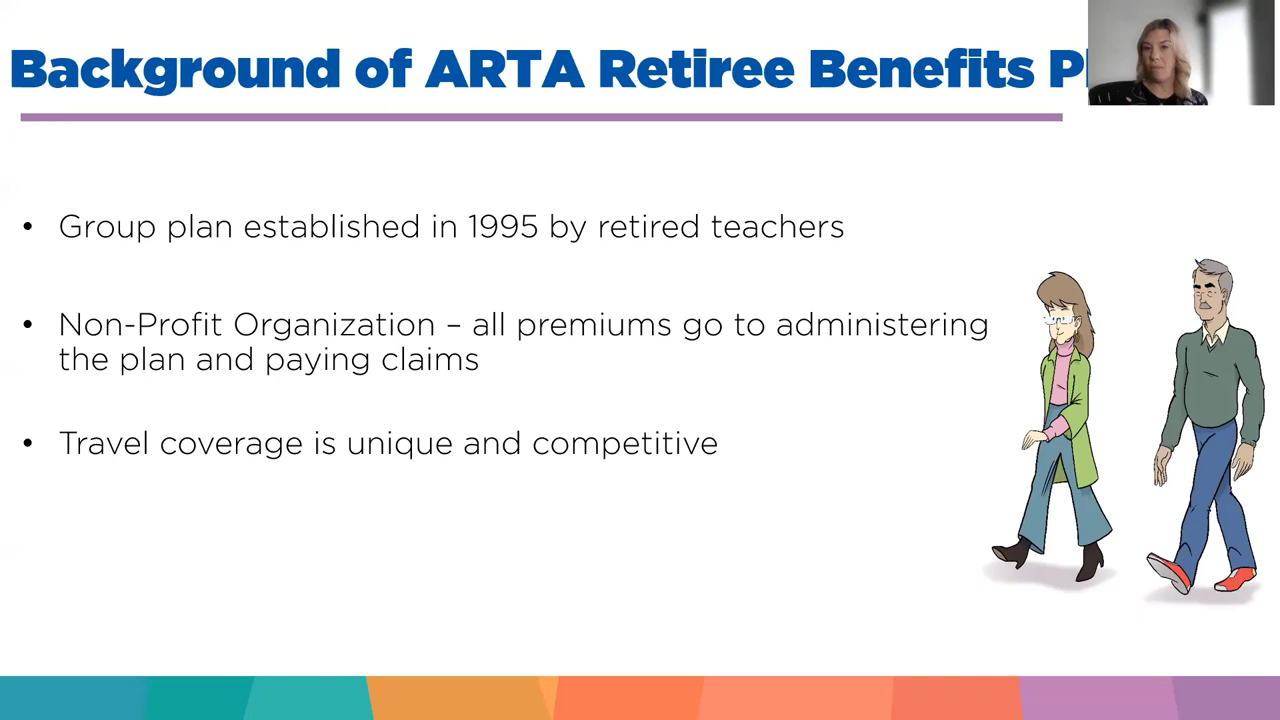 Background of ARTA Retiree Benefits
• Group plan established in 1995 by retired teachers
• Non-Profit Organization – all premiums go to administering
the plan and paying claims
• Travel coverage is unique and competitive